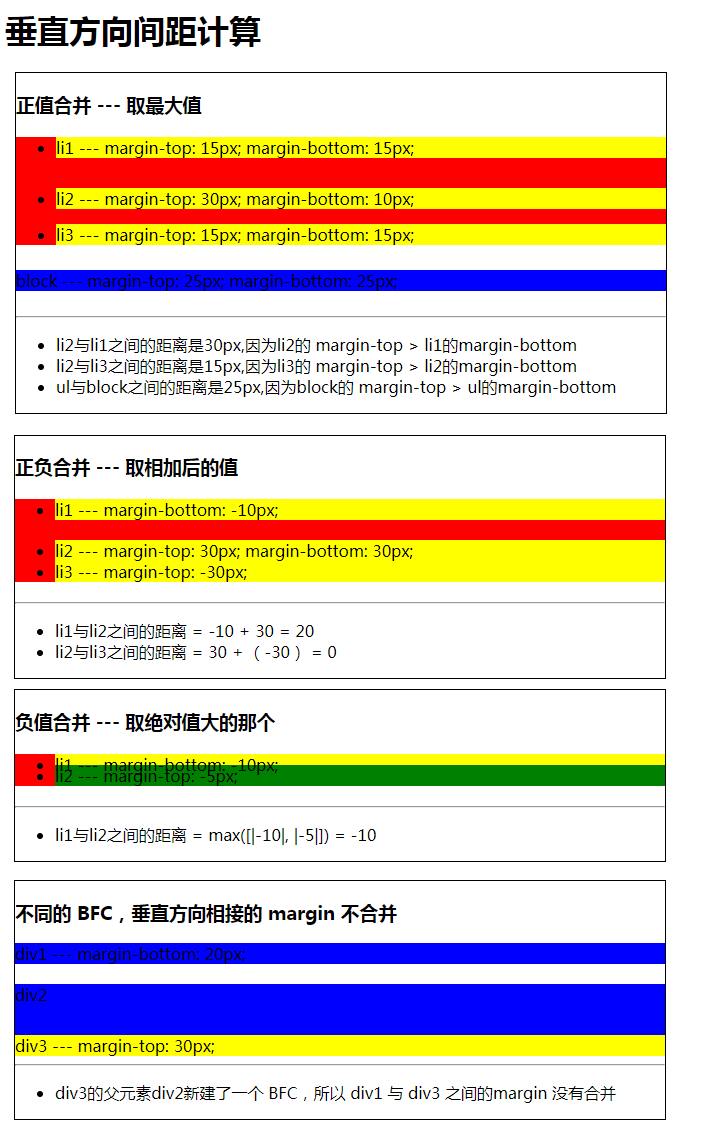 垂直方向间距计算
正值合并 --- 取最大值
• li1 --- margin-top: 15px; margin-bottom: 15px;
• li2 --- margin-top: 30px; margin-bottom: 10px;
• li3 --- margin-top: 15px; margin-bottom: 15px;
block --- margin-top: 25px; margin-bottom: 25px;
• li2与li1之间的距离是30px,因为li2的 margin-top > li1的margin-bottom
• li2与li3之间的距离是15px,因为li3的 margin-top > li2的margin-bottom
• ul与block之间的距离是25px,因为block的 margin-top > ul的margin-bottom
正负合并 --- 取相加后的值
• li1 --- margin-bottom: -10px;
• li2 --- margin-top: 30px; margin-bottom: 30px;
• li3 --- margin-top: -30px;
• li1与li2之间的距离 = -10 + 30 = 20
• li2与li3之间的距离 = 30 + （ -30 ） = 0
负值合并 --- 取绝对值大的那个
• li1 --- margin-bottom: -10px;
• li2 --- margin-top: -5px;
• li1与li2之间的距离 = max([|-10|, |-5|]) = -10
不同的 BFC，垂直方向相接的 margin 不合并
div1 --- margin-bottom: 20px;
div2
div3 --- margin-top: 30px;
• div3的父元素div2新建了一个 BFC，所以 div1 与 div3 之间的margin 没有合并